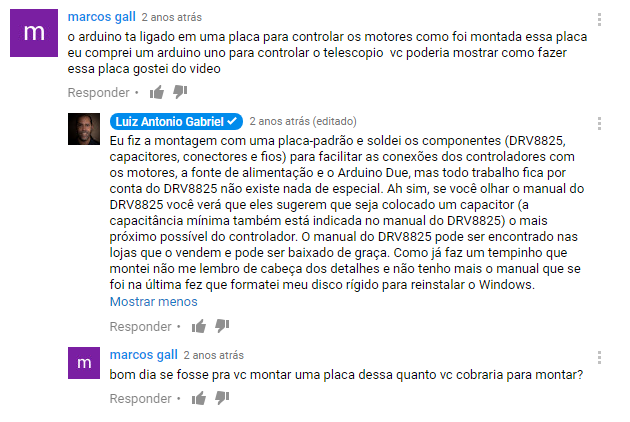 m
marcos gall 2 anos atrás
o arduino ta ligado em uma placa para controlar os motores como foi montada essa placa
eu comprei um arduino uno para controlar o telescopio vc poderia mostrar como fazer
essa placa gostei do video
Responder •
Luiz Antonio Gabriel 2 anos atrás (editado)
Eu fiz a montagem com uma placa-padrão e soldei os componentes (DRV8825,
capacitores, conectores e fios) para facilitar as conexões dos controladores com
os motores, a fonte de alimentação e o Arduino Due, mas todo trabalho fica por
conta do DRV8825 não existe nada de especial. Ah sim, se você olhar o manual do
DRV8825 você verá que eles sugerem que seja colocado um capacitor (a
capacitância mínima também está indicada no manual do DRV8825) o mais
próximo possível do controlador. O manual do DRV8825 pode ser encontrado nas
lojas que o vendem e pode ser baixado de graça. Como já faz um tempinho que
montei não me lembro de cabeça dos detalhes e não tenho mais o manual que se
foi na última fez que formatei meu disco rígido para reinstalar o Windows.
Mostrar menos
Responder •
m
marcos gall 2 anos atrás
bom dia se fosse pra vc montar uma placa dessa quanto vc cobraria para montar?
Responder •